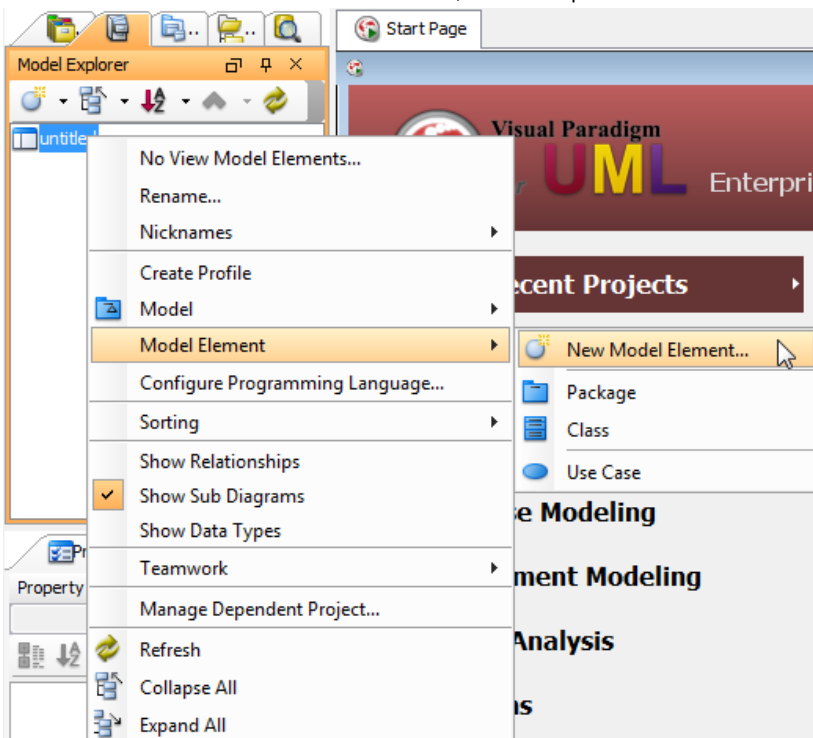 Start Page
Model Explorer
untitle
Visual Paradigm
UML Enterpri
No View Model Elements...
Rename...
Nicknames
Create Profile
ecent Projects
Model
Model Element
New Model Element...
Configure Programming Language...
Package
Sorting
Class
Show Relationships
Use Case
Show Sub Diagrams
e Modeling
Show Data Types
Pr
Teamwork
ment Modeling
Property
Manage Dependent Project...
Refresh
Analysis
Collapse All
ns
Expand All